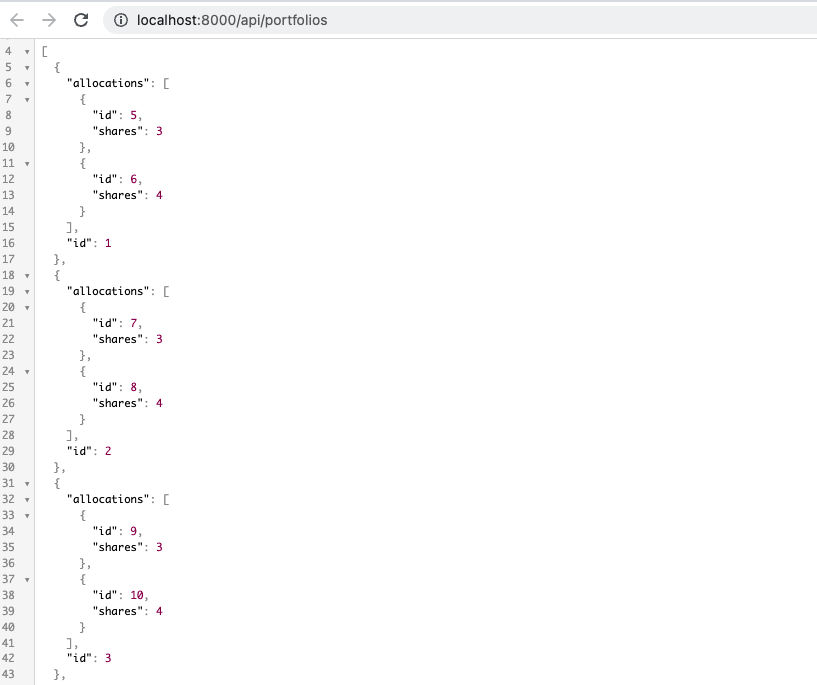 localhost:8000/api/portfolios
4 [
5 {
6 "allocations": [
7 {
8 "id": 5,
9 "shares": 3
10 },
11 {
12 "id": 6,
13 "shares": 4
14 }
15 ],
16 "id": 1
17 },
18 {
19 "allocations": [
20 {
21 "id": 7,
22 "shares": 3
23 },
24 {
25 "id": 8,
26 "shares": 4
27 }
28 ],
29 "id": 2
30 },
31 {
32 "allocations": [
33 {
34 "id": 9,
35 "shares": 3
36 },
37 {
38 "id": 10,
39 "shares": 4
40 }
41 ],
42 "id": 3
43 },